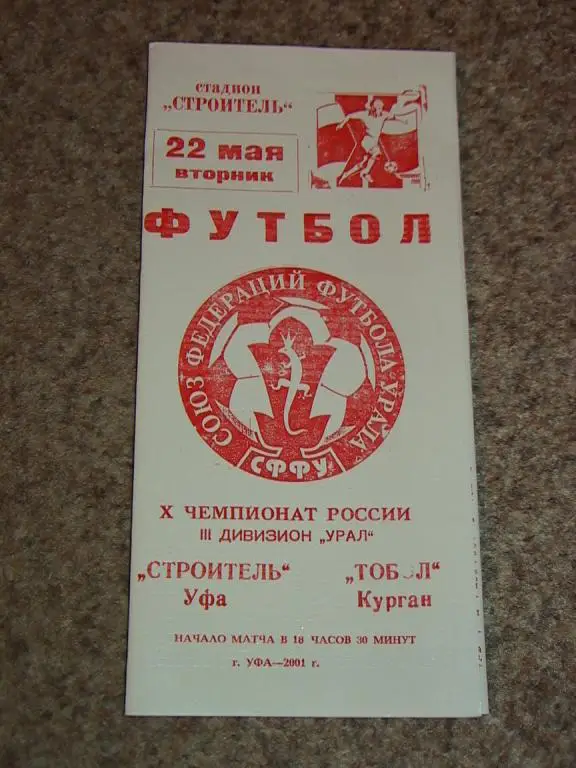 стадион
„СТРОИТЕЛЬ“
22 мая
вторник
ФУТБОЛ
СОЮЗ ФЕДЕРАЦИЙ ФУТБОЛА УРАЛА
СФФУ
X ЧЕМПИОНАТ РОССИИ
III ДИВИЗИОН „УРАЛ“
„СТРОИТЕЛЬ“ „ТОБОЛ“
Уфа Курган
НАЧАЛО МАТЧА В 18 ЧАСОВ 30 МИНУТ
г. УФА—2001 г.